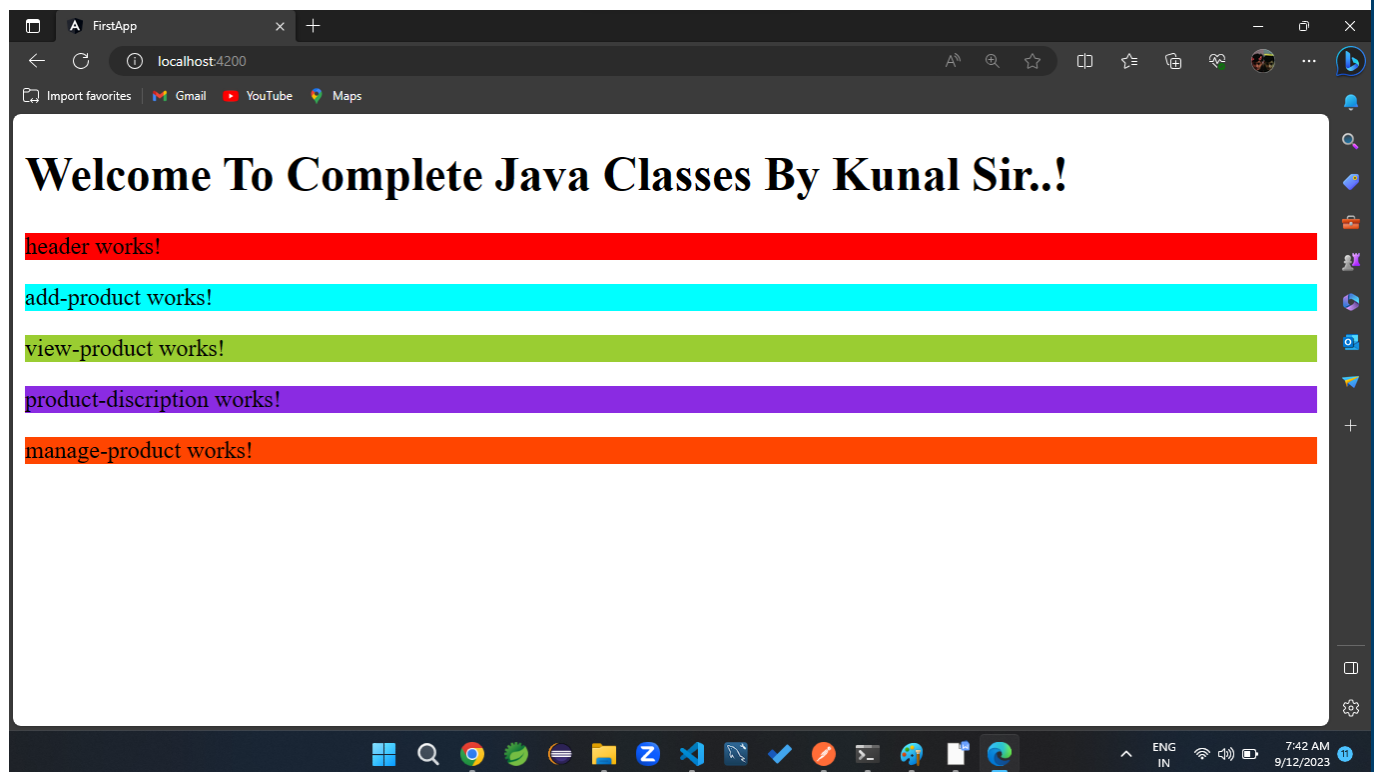 FirstApp
localhost:4200
Import favorites Gmail YouTube Maps
Welcome To Complete Java Classes By Kunal Sir..!
header works!
add-product works!
view-product works!
product-discription works!
manage-product works!
ENG
IN
7:42 AM
9/12/2023
11